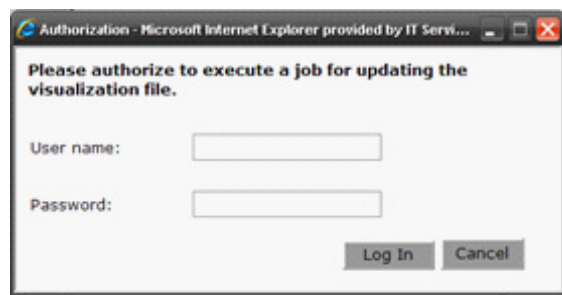 Authorization - Microsoft Internet Explorer provided by IT Servi...
Please authorize to execute a job for updating the
visualization file.
User name:
Password:
Log In Cancel